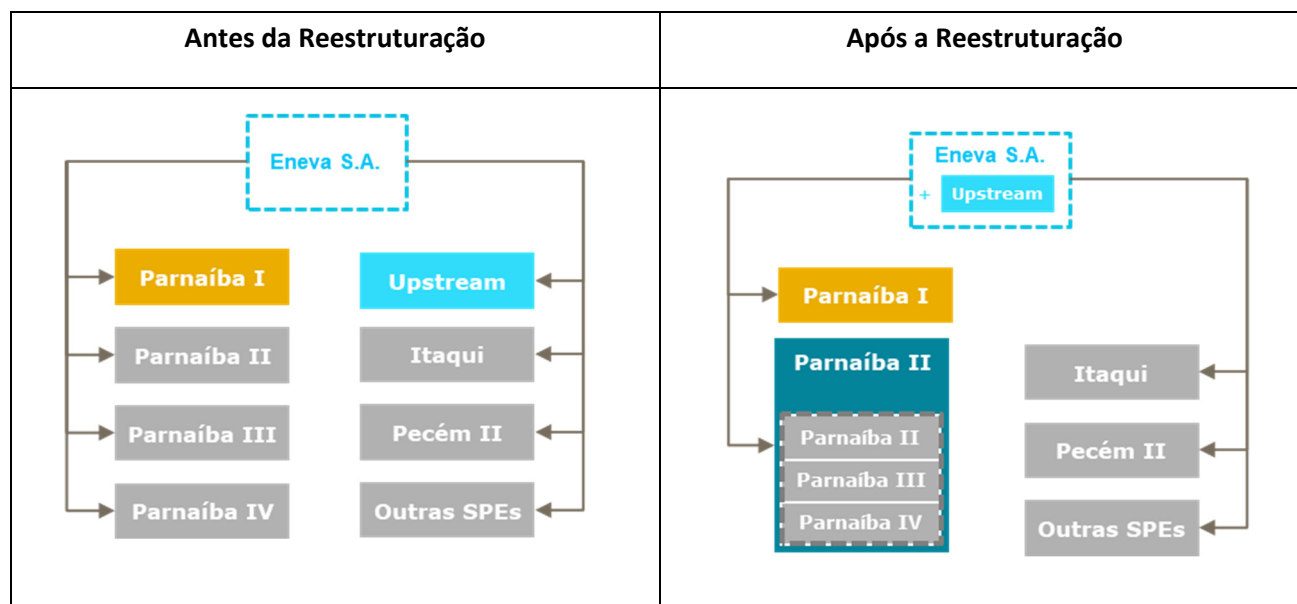 Antes da Reestruturação
Após a Reestruturação
Eneva S.A.
Parnaíba I
Upstream
Parnaíba II
Itaqui
Parnaíba III
Pecém II
Parnaíba IV
Outras SPEs
Eneva S.A.
+ Upstream
Parnaíba I
Parnaíba II
Parnaíba II
Parnaíba III
Parnaíba IV
Itaqui
Pecém II
Outras SPEs